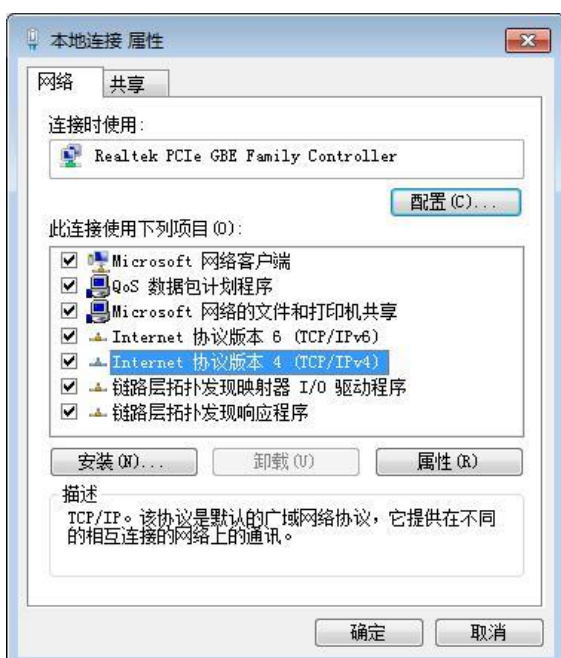 本地连接 属性
网络
共享
连接时使用:
Realtek PCIe GBE Family Controller
配置(C)...
此连接使用下列项目(O):
Microsoft 网络客户端
QoS 数据包计划程序
Microsoft 网络的文件和打印机共享
Internet 协议版本 6 (TCP/IPv6)
Internet 协议版本 4 (TCP/IPv4)
链路层拓扑发现映射器 I/O 驱动程序
链路层拓扑发现响应程序
安装(N)...
卸载(U)
属性(R)
描述
TCP/IP。该协议是默认的广域网络协议，它提供在不同
的相互连接的网络上的通讯。
确定
取消